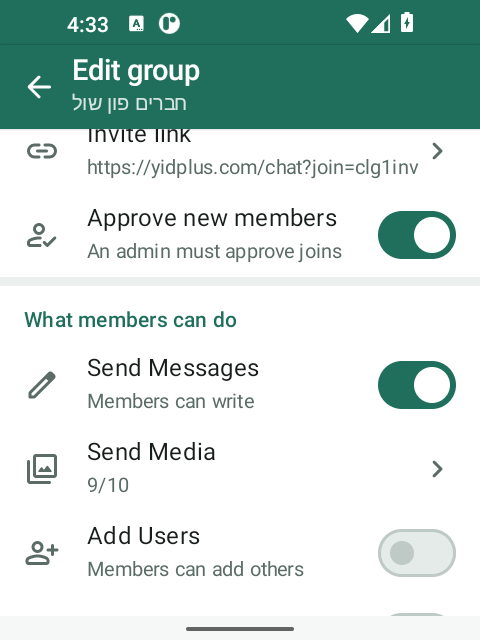 4:33
A
Edit group
חברים פון שול
Invite link
https://yidplus.com/chat?join=clg1inv
Approve new members
An admin must approve joins
What members can do
Send Messages
Members can write
Send Media
9/10
Add Users
Members can add others